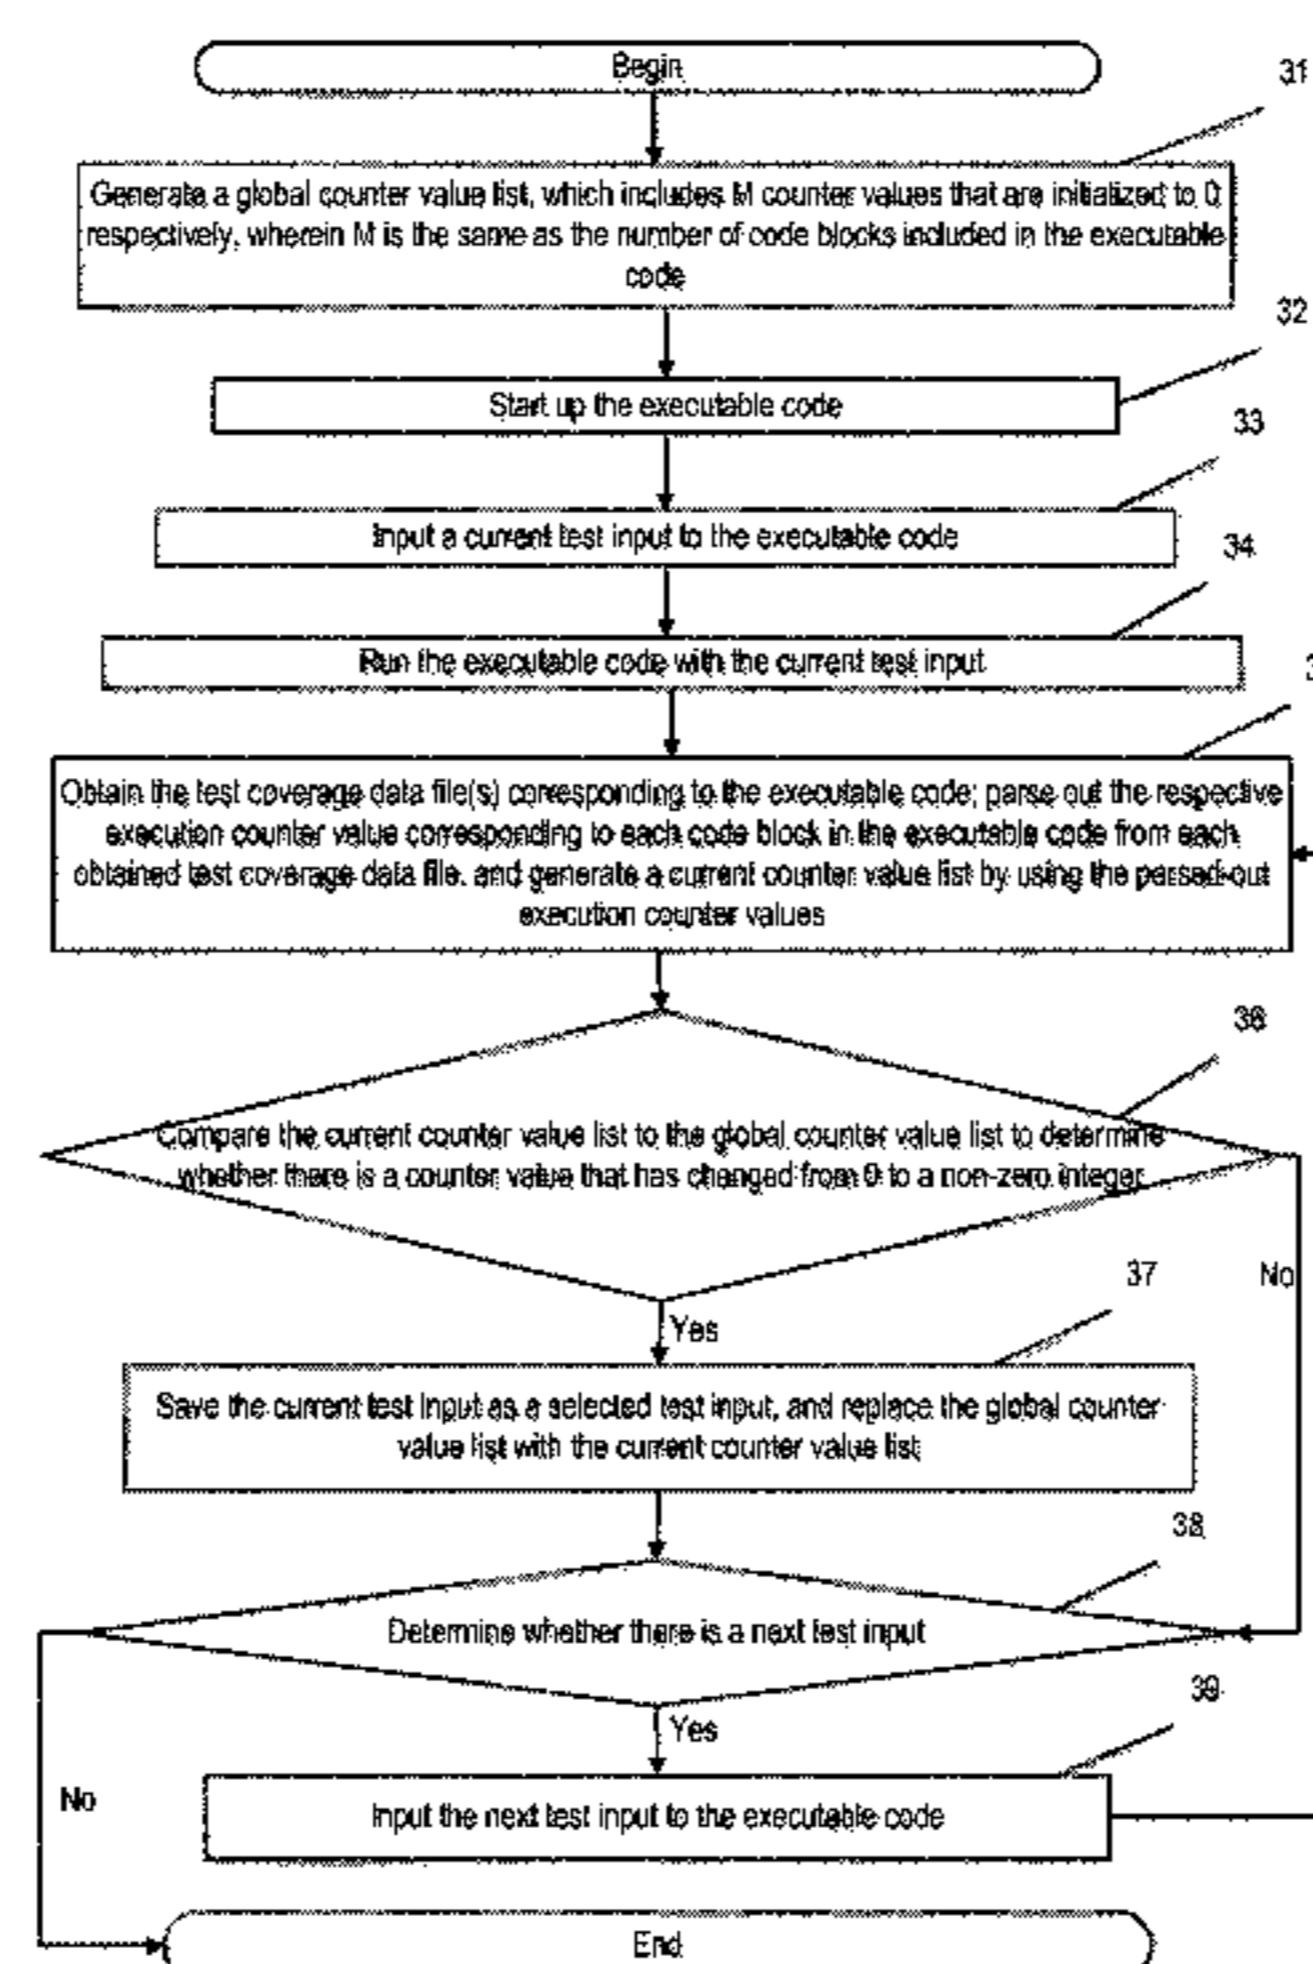 Begin
31
Generate a global counter value list, which includes M counter values that are initialized to 0
respectively, wherein M is the same as the number of code blocks included in the executable
code
32
Start up the executable code
33
Input a current test input to the executable code
34
Run the executable code with the current test input
3
Obtain the test coverage data file(s) corresponding to the executable code; parse out the respective
execution counter value corresponding to each code block in the executable code from each
obtained test coverage data file, and generate a current counter value list by using the parsed-out
execution counter values
36
Compare the current counter value list to the global counter value list to determine
whether there is a counter value that has changed from 0 to a non-zero integer
37
No
Yes
Save the current test input as a selected test input, and replace the global counter
value list with the current counter value list
38
Determine whether there is a next test input
39
Yes
No
Input the next test input to the executable code
End